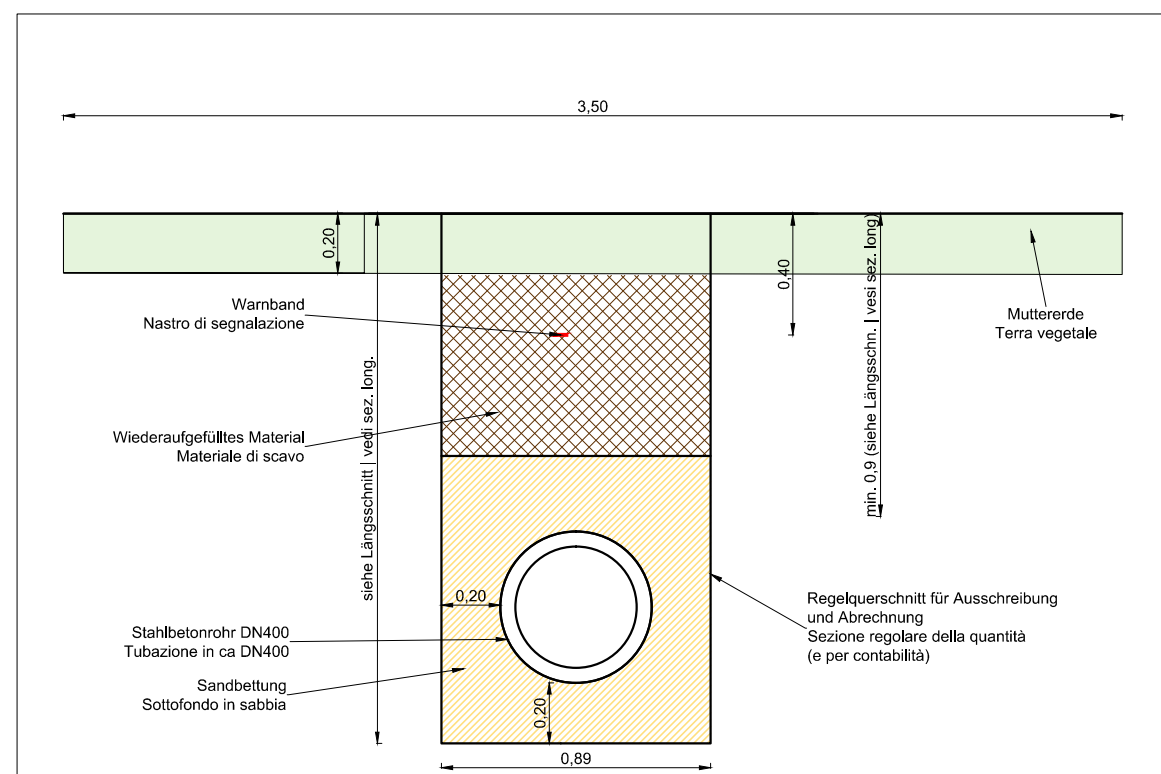 3,50
0,20
0,40
min. 0,9 (siehe Längsschn. | vesi sez. long)
Warnband
Nastro di segnalazione
Muttererde
Terra vegetale
siehe Längsschnitt | vedi sez. long.
Wiederaufgefülltes Material
Materiale di scavo
0,20
Regelquerschnitt für Ausschreibung
und Abrechnung
Sezione regolare della quantità
(e per contabilità)
Stahlbetonrohr DN400
Tubazione in ca DN400
Sandbettung
Sottofondo in sabbia
0,20
0,89